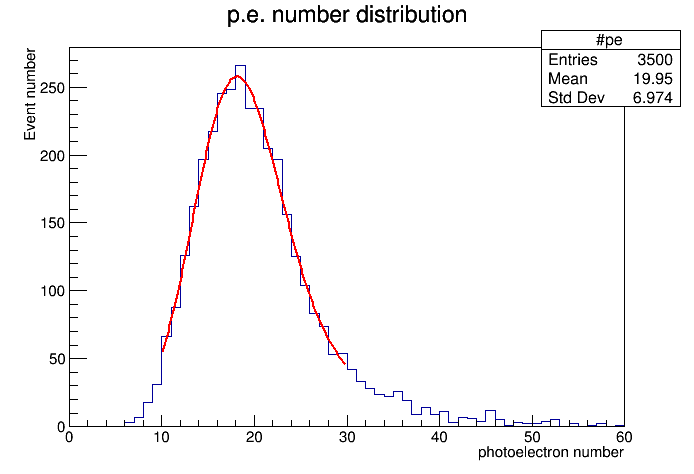 p.e. number distribution
#pe
Entries 3500
Mean 19.95
Std Dev 6.974
Event number
250
200
150
100
50
0
0 10 20 30 40 50 60
photoelectron number